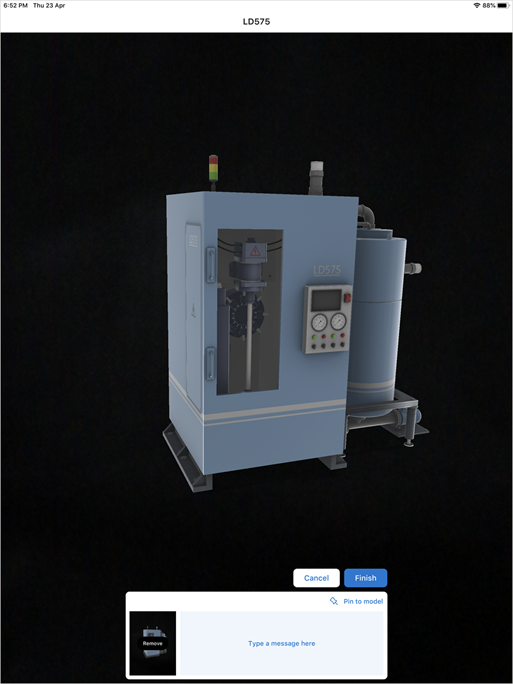 6:52 PM Thu 23 Apr
88%
LD575
LD575
Cancel
Finish
Pin to model
Remove
Type a message here